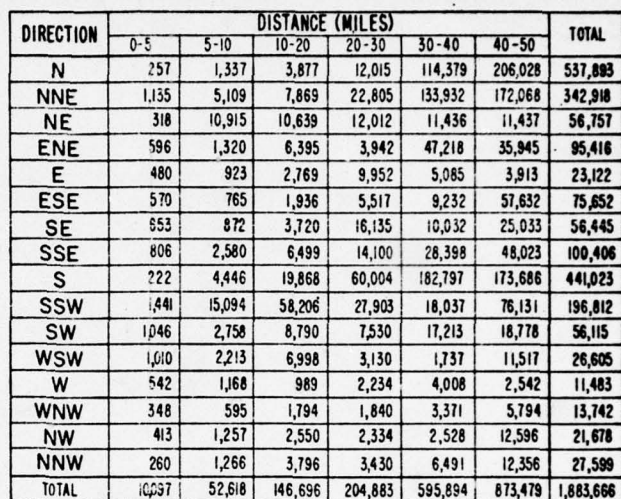 DIRECTION DISTANCE (MILES) TOTAL
0-5 5-10 10-20 20-30 30-40 40-50
N 257 1,337 3,877 12,015 114,379 206,028 537,893
NNE 1,135 5,109 7,869 22,805 133,932 172,068 342,918
NE 318 10,915 10,639 12,012 11,436 11,437 56,757
ENE 596 1,320 6,395 3,942 47,218 35,945 95,416
E 480 923 2,769 9,952 5,085 3,913 23,122
ESE 570 765 1,936 5,517 9,232 57,632 75,652
SE 653 872 3,720 16,135 10,032 25,033 56,445
SSE 806 2,580 6,499 14,100 28,398 48,023 100,406
S 222 4,446 19,868 60,004 182,797 173,686 441,023
SSW 1,441 15,094 58,206 27,903 18,037 76,131 196,812
SW 1,046 2,758 8,790 7,530 17,213 18,778 56,115
WSW 1,010 2,213 6,998 3,130 1,737 11,517 26,605
W 542 1,168 989 2,234 4,008 2,542 11,483
WNW 348 595 1,794 1,840 3,371 5,794 13,742
NW 413 1,257 2,550 2,334 2,528 12,596 21,678
NNW 260 1,266 3,796 3,430 6,491 12,356 27,599
TOTAL 10,097 52,618 146,696 204,883 595,894 873,479 1,883,666